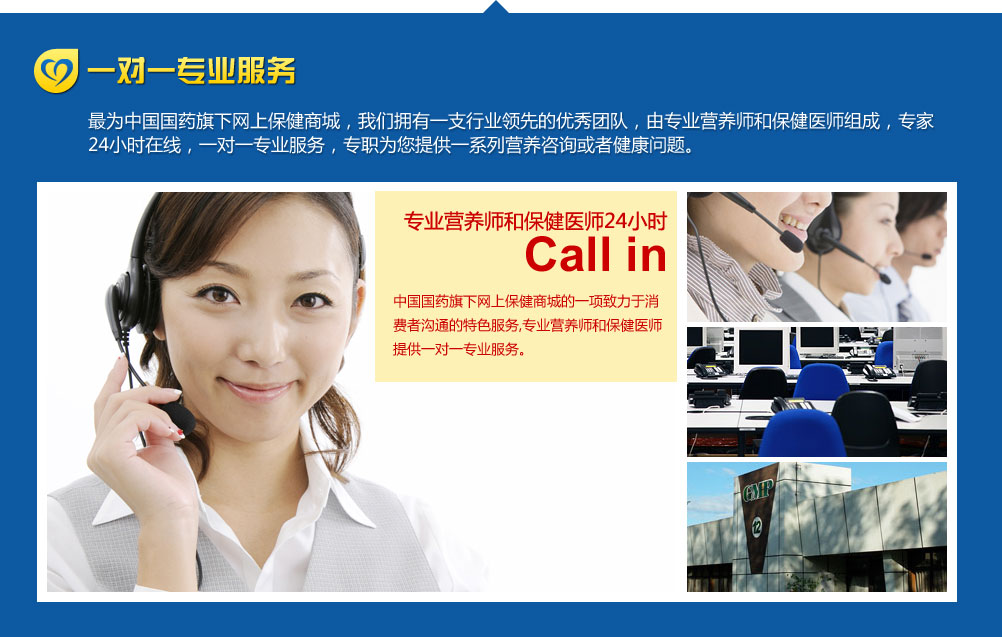 一对一专业服务
最为中国国药旗下网上保健商城，我们拥有一支行业领先的优秀团队，由专业营养师和保健医师组成，专家
24小时在线，一对一专业服务，专职为您提供一系列营养咨询或者健康问题。
专业营养师和保健医师24小时
Call in
中国国药旗下网上保健商城的一项致力于消
费者沟通的特色服务,专业营养师和保健医师
提供一对一专业服务。
GMP
12